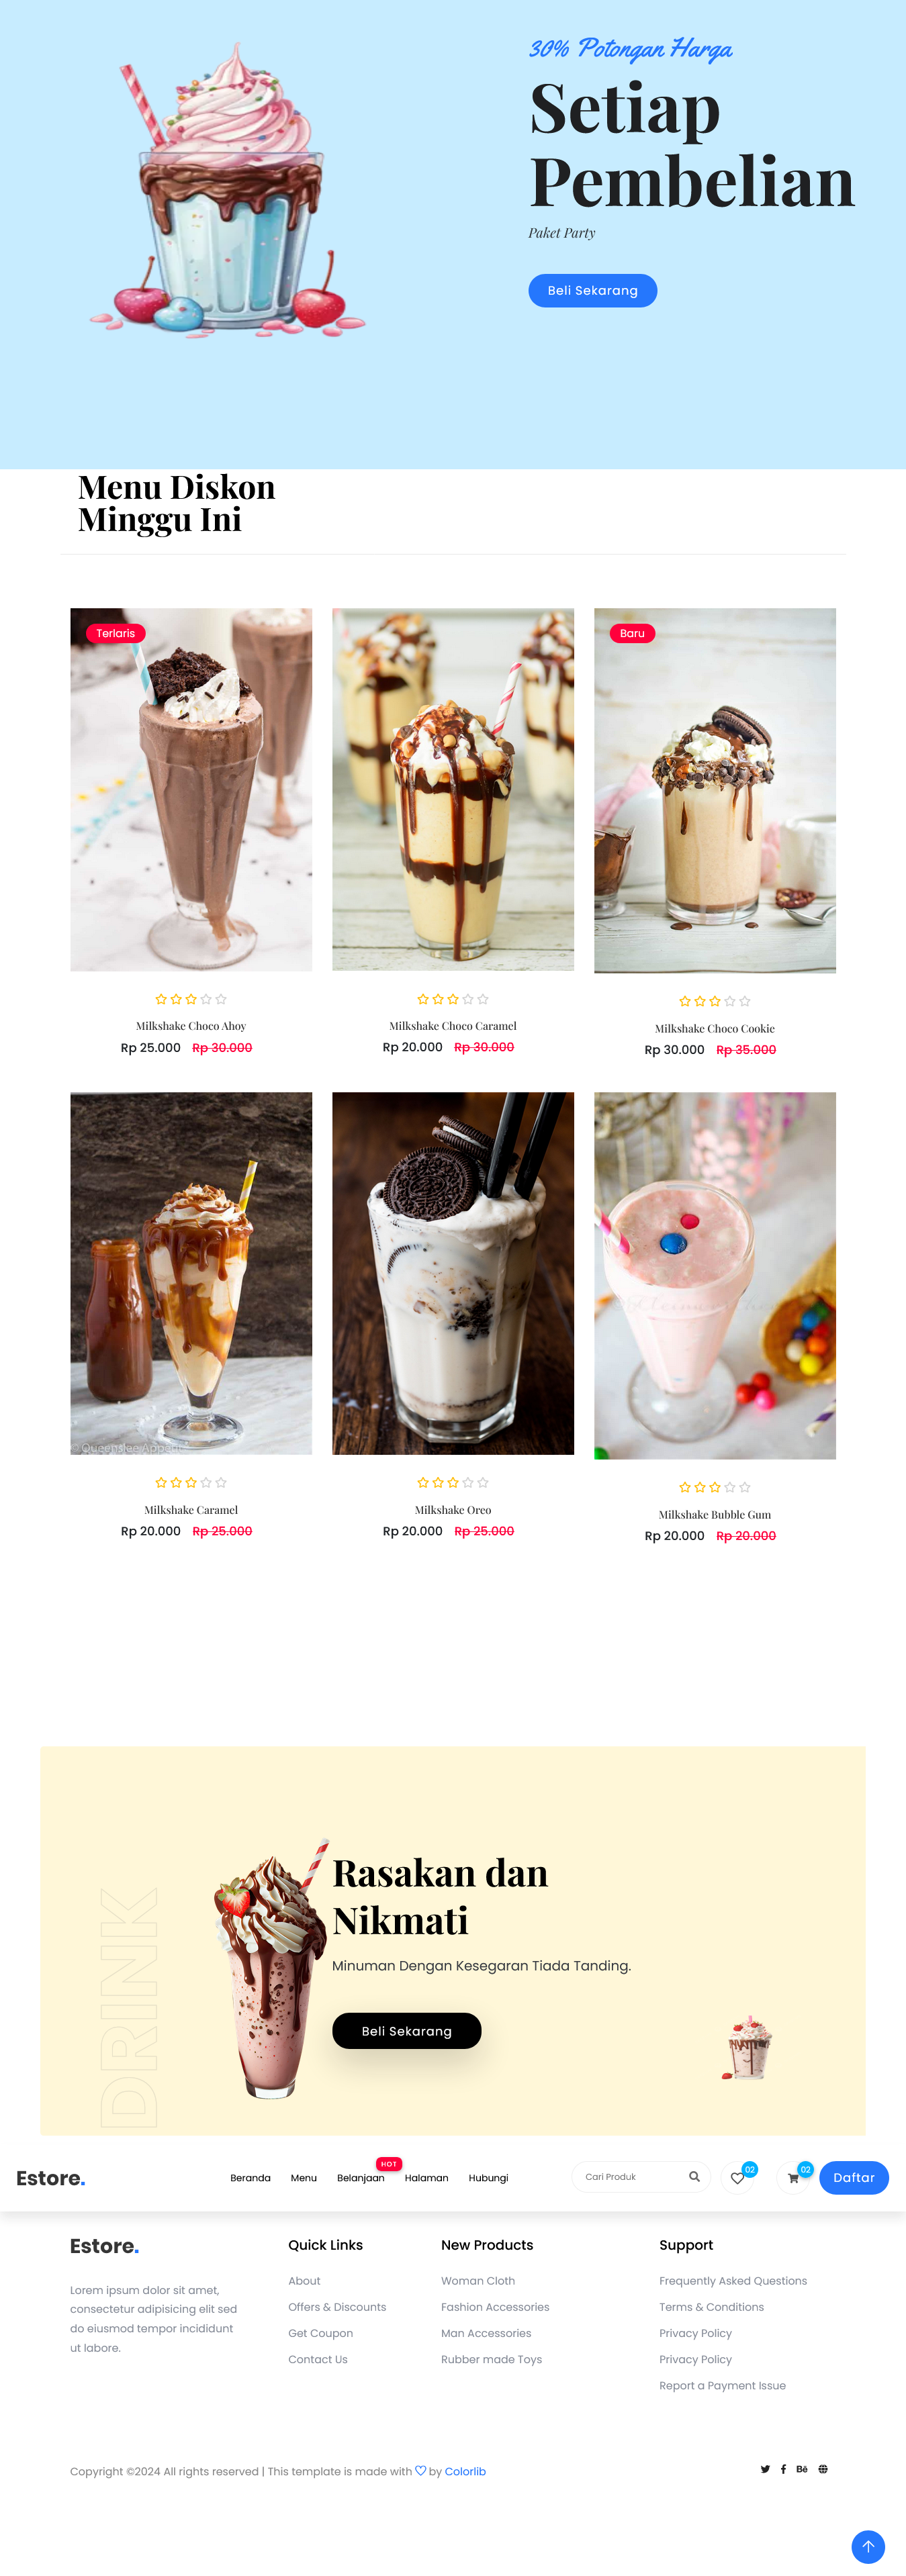 30% Potongan Harga
Setiap
Pembelian
Paket Party
Beli Sekarang
Menu Diskon
Minggu Ini
Terlaris
Baru
Milkshake Choco Ahoy
Rp 25.000 Rp 30.000
Milkshake Choco Caramel
Rp 20.000 Rp 30.000
Milkshake Choco Cookie
Rp 30.000 Rp 35.000
Milkshake Caramel
Rp 20.000 Rp 25.000
Milkshake Oreo
Rp 20.000 Rp 25.000
Milkshake Bubble Gum
Rp 20.000 Rp 20.000
DRINK
Rasakan dan
Nikmati
Minuman Dengan Kesegaran Tiada Tanding.
Beli Sekarang
Estore.
Beranda
Menu
Belanjaan
HOT
Halaman
Hubungi
Cari Produk
02
02
Daftar
Estore.
Lorem ipsum dolor sit amet,
consectetur adipisicing elit sed
do eiusmod tempor incididunt
ut labore.
Quick Links
About
Offers & Discounts
Get Coupon
Contact Us
New Products
Woman Cloth
Fashion Accessories
Man Accessories
Rubber made Toys
Support
Frequently Asked Questions
Terms & Conditions
Privacy Policy
Privacy Policy
Report a Payment Issue
Copyright ©2024 All rights reserved | This template is made with by Colorlib
Bē